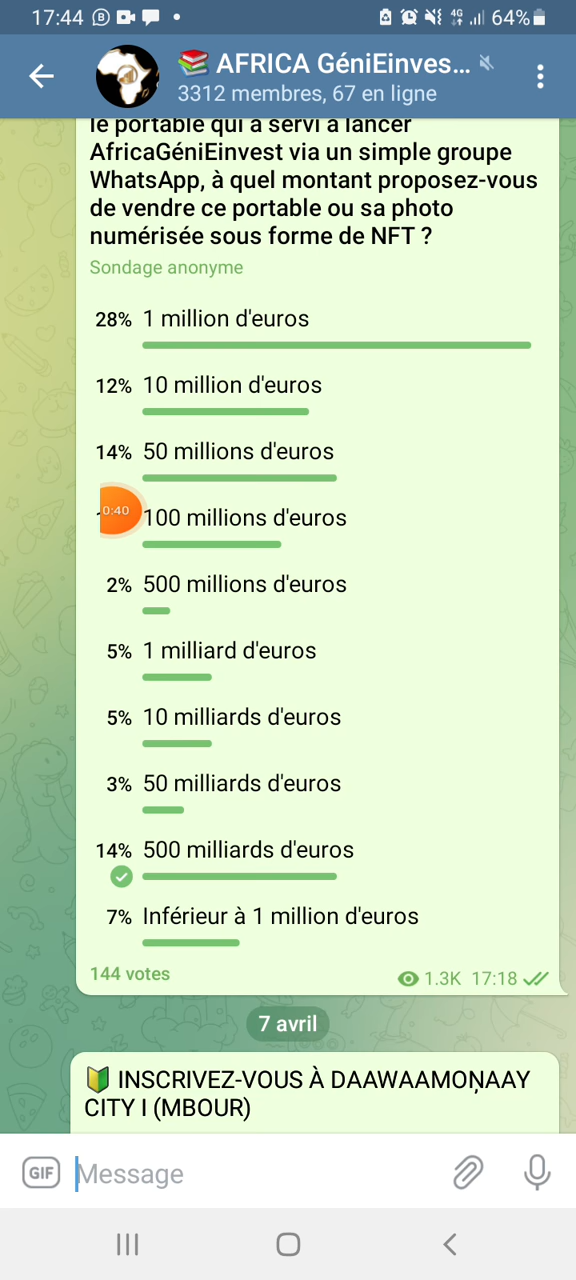 17:44
4G
64%
📚 AFRICA GéniEinves...
3312 membres, 67 en ligne
le portable qui a servi à lancer
AfricaGéniEinvest via un simple groupe
WhatsApp, à quel montant proposez-vous
de vendre ce portable ou sa photo
numérisée sous forme de NFT ?
Sondage anonyme
28% 1 million d'euros
12% 10 million d'euros
14% 50 millions d'euros
0:40
100 millions d'euros
2% 500 millions d'euros
5% 1 milliard d'euros
5% 10 milliards d'euros
3% 50 milliards d'euros
14% 500 milliards d'euros
7% Inférieur à 1 million d'euros
144 votes
1.3K 17:18
7 avril
🔰 INSCRIVEZ-VOUS À DAAWAAMOŅAAY
CITY I (MBOUR)
GIF Message